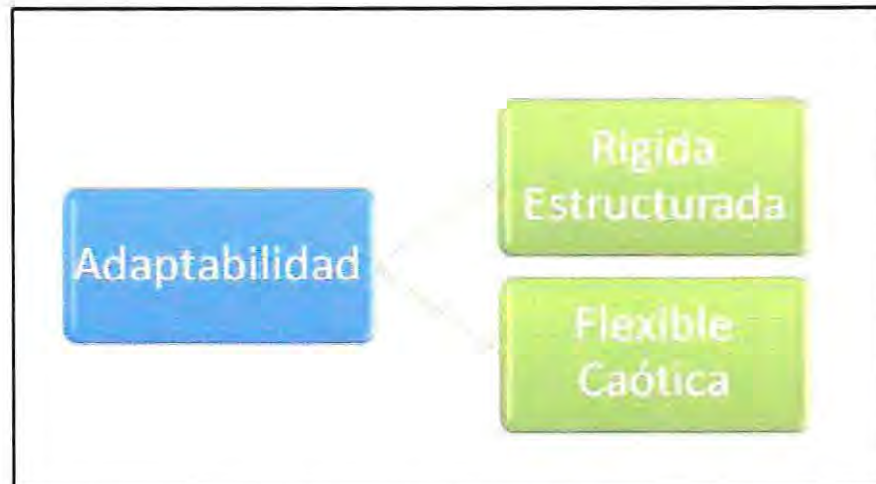 Adaptabilidad
Rigida
Estructurada
Flexible
Caótica